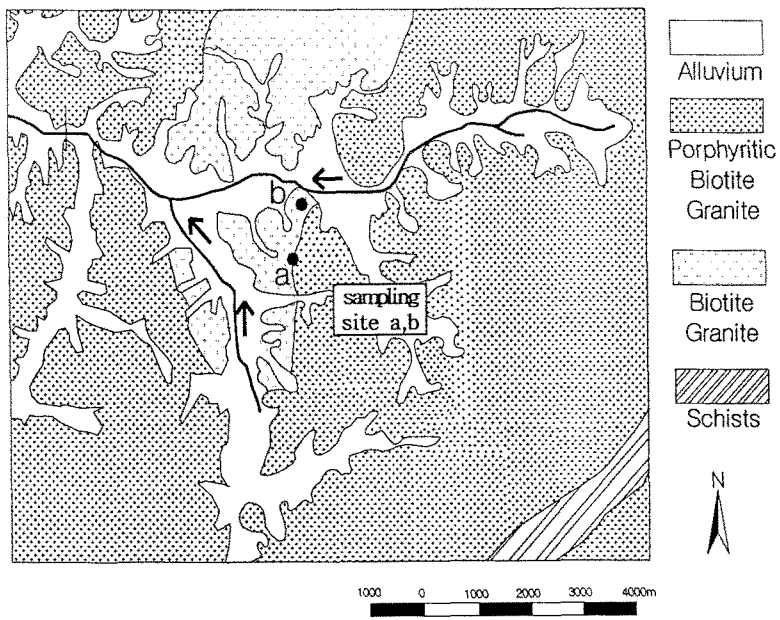 b
a
sampling
site a,b
Alluvium
Porphyritic
Biotite
Granite
Biotite
Granite
Schists
N
1000 0 1000 2000 3000 4000m